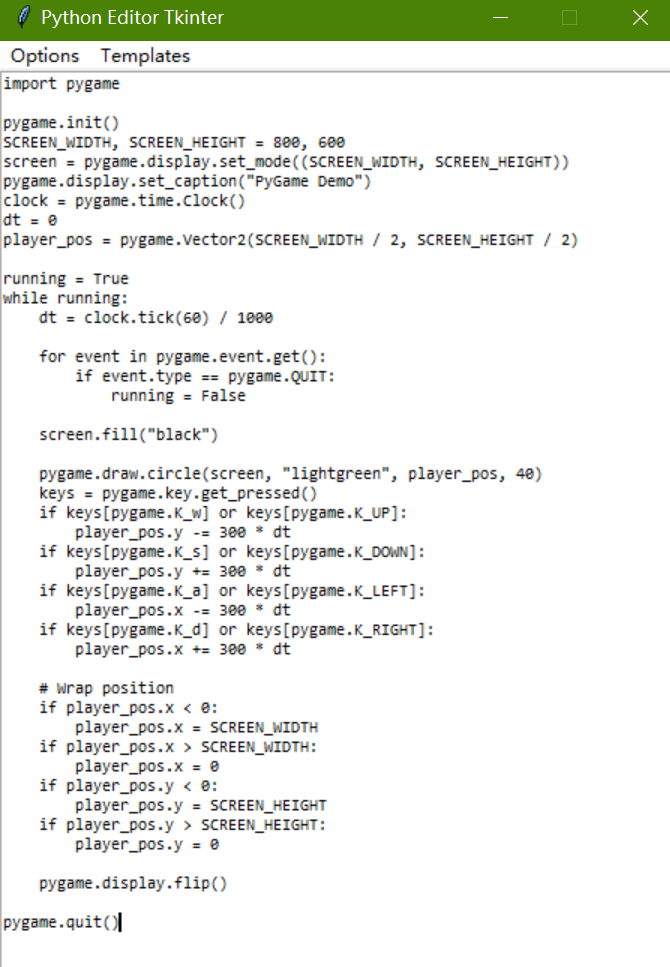 Python Editor Tkinter
Options Templates
import pygame

pygame.init()
SCREEN_WIDTH, SCREEN_HEIGHT = 800, 600
screen = pygame.display.set_mode((SCREEN_WIDTH, SCREEN_HEIGHT))
pygame.display.set_caption("PyGame Demo")
clock = pygame.time.Clock()
dt = 0
player_pos = pygame.Vector2(SCREEN_WIDTH / 2, SCREEN_HEIGHT / 2)

running = True
while running:
    dt = clock.tick(60) / 1000

    for event in pygame.event.get():
        if event.type == pygame.QUIT:
            running = False

    screen.fill("black")

    pygame.draw.circle(screen, "lightgreen", player_pos, 40)
    keys = pygame.key.get_pressed()
    if keys[pygame.K_w] or keys[pygame.K_UP]:
        player_pos.y -= 300 * dt
    if keys[pygame.K_s] or keys[pygame.K_DOWN]:
        player_pos.y += 300 * dt
    if keys[pygame.K_a] or keys[pygame.K_LEFT]:
        player_pos.x -= 300 * dt
    if keys[pygame.K_d] or keys[pygame.K_RIGHT]:
        player_pos.x += 300 * dt

    # Wrap position
    if player_pos.x < 0:
        player_pos.x = SCREEN_WIDTH
    if player_pos.x > SCREEN_WIDTH:
        player_pos.x = 0
    if player_pos.y < 0:
        player_pos.y = SCREEN_HEIGHT
    if player_pos.y > SCREEN_HEIGHT:
        player_pos.y = 0

    pygame.display.flip()

pygame.quit()